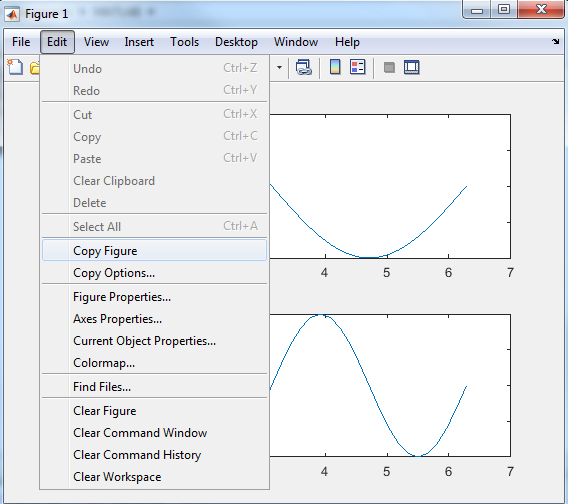 Figure 1
File Edit View Insert Tools Desktop Window Help
Undo Ctrl+Z
Redo Ctrl+Y
Cut Ctrl+X
Copy Ctrl+C
Paste Ctrl+V
Clear Clipboard
Delete
Select All Ctrl+A
Copy Figure
Copy Options...
4 5 6 7
Figure Properties...
Axes Properties...
Current Object Properties...
Colormap...
Find Files...
Clear Figure
Clear Command Window
Clear Command History
4 5 6 7
Clear Workspace